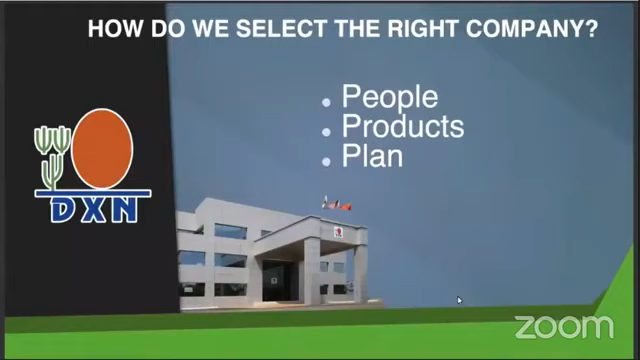 HOW DO WE SELECT THE RIGHT COMPANY?
• People
• Products
• Plan
DXN
zoom